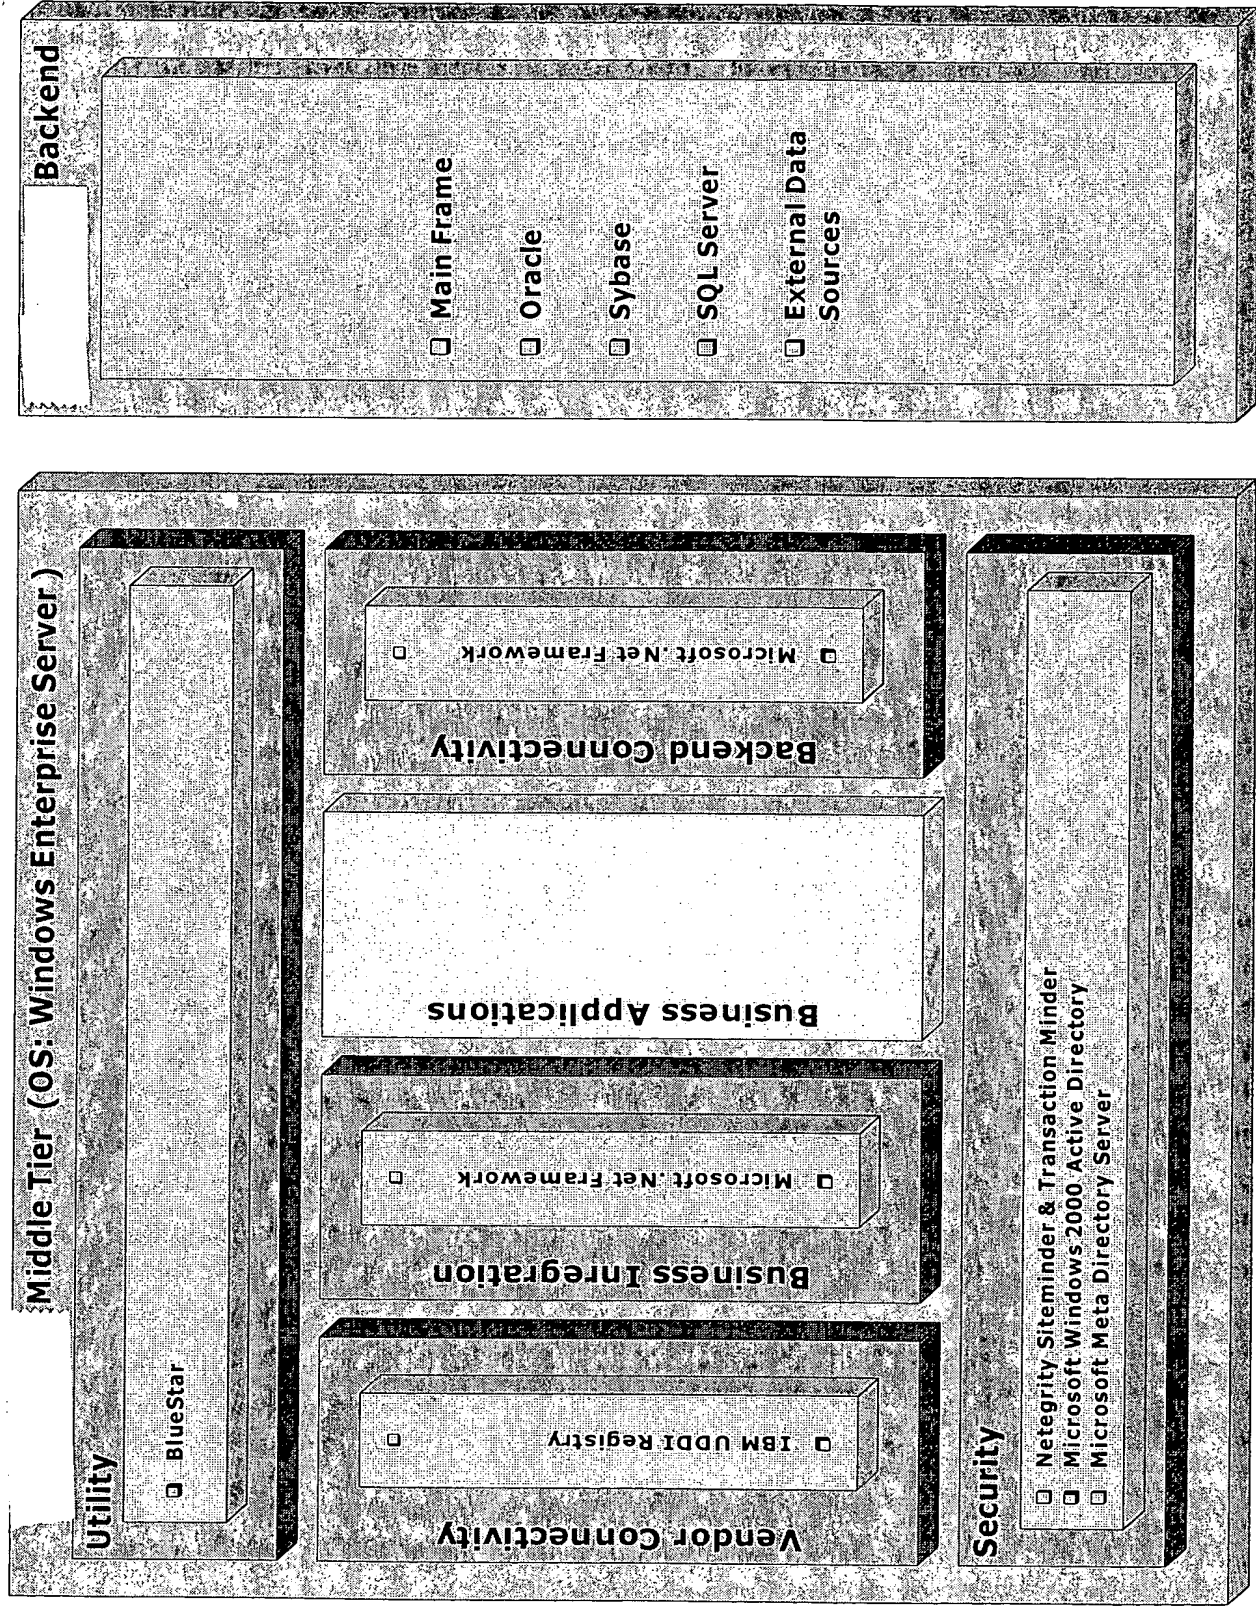 Middle Tier (OS: Windows Enterprise Server)
Utility
BlueStar
Vendor Connectivity
IBM UDDI Registry
Business Inregration
Microsoft .Net Framework
Business Applications
Backend Connectivity
Microsoft .Net Framework
Security
Netegrity Siteminder & Transaction Minder
Microsoft Windows 2000 Active Directory
Microsoft Meta Directory Server
Backend
Main Frame
Oracle
Sybase
SQL Server
External Data
Sources